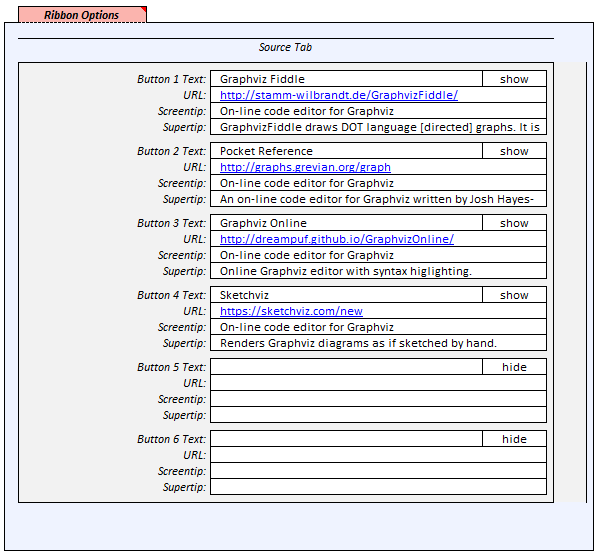 Ribbon Options
Source Tab
Button 1 Text: Graphviz Fiddle show
URL: http://stamm-wilbrandt.de/GraphvizFiddle/
Screentip: On-line code editor for Graphviz
Supertip: GraphvizFiddle draws DOT language [directed] graphs. It is
Button 2 Text: Pocket Reference show
URL: http://graphs.grevian.org/graph
Screentip: On-line code editor for Graphviz
Supertip: An on-line code editor for Graphviz written by Josh Hayes-
Button 3 Text: Graphviz Online show
URL: http://dreampuf.github.io/GraphvizOnline/
Screentip: On-line code editor for Graphviz
Supertip: Online Graphviz editor with syntax higlighting.
Button 4 Text: Sketchviz show
URL: https://sketchviz.com/new
Screentip: On-line code editor for Graphviz
Supertip: Renders Graphviz diagrams as if sketched by hand.
Button 5 Text: hide
URL:
Screentip:
Supertip:
Button 6 Text: hide
URL:
Screentip:
Supertip: